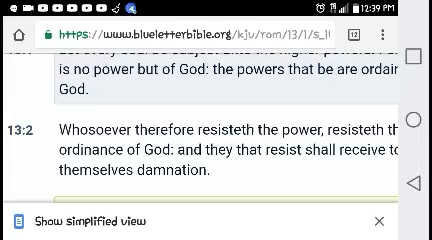 12:39 PM
https://www.blueletterbible.org/kjv/rom/13/1/s_1
12
is no power but of God: the powers that be are ordai
God.
13:2
Whosoever therefore resisteth the power, resisteth th
ordinance of God: and they that resist shall receive to
themselves damnation.
Show simplified view